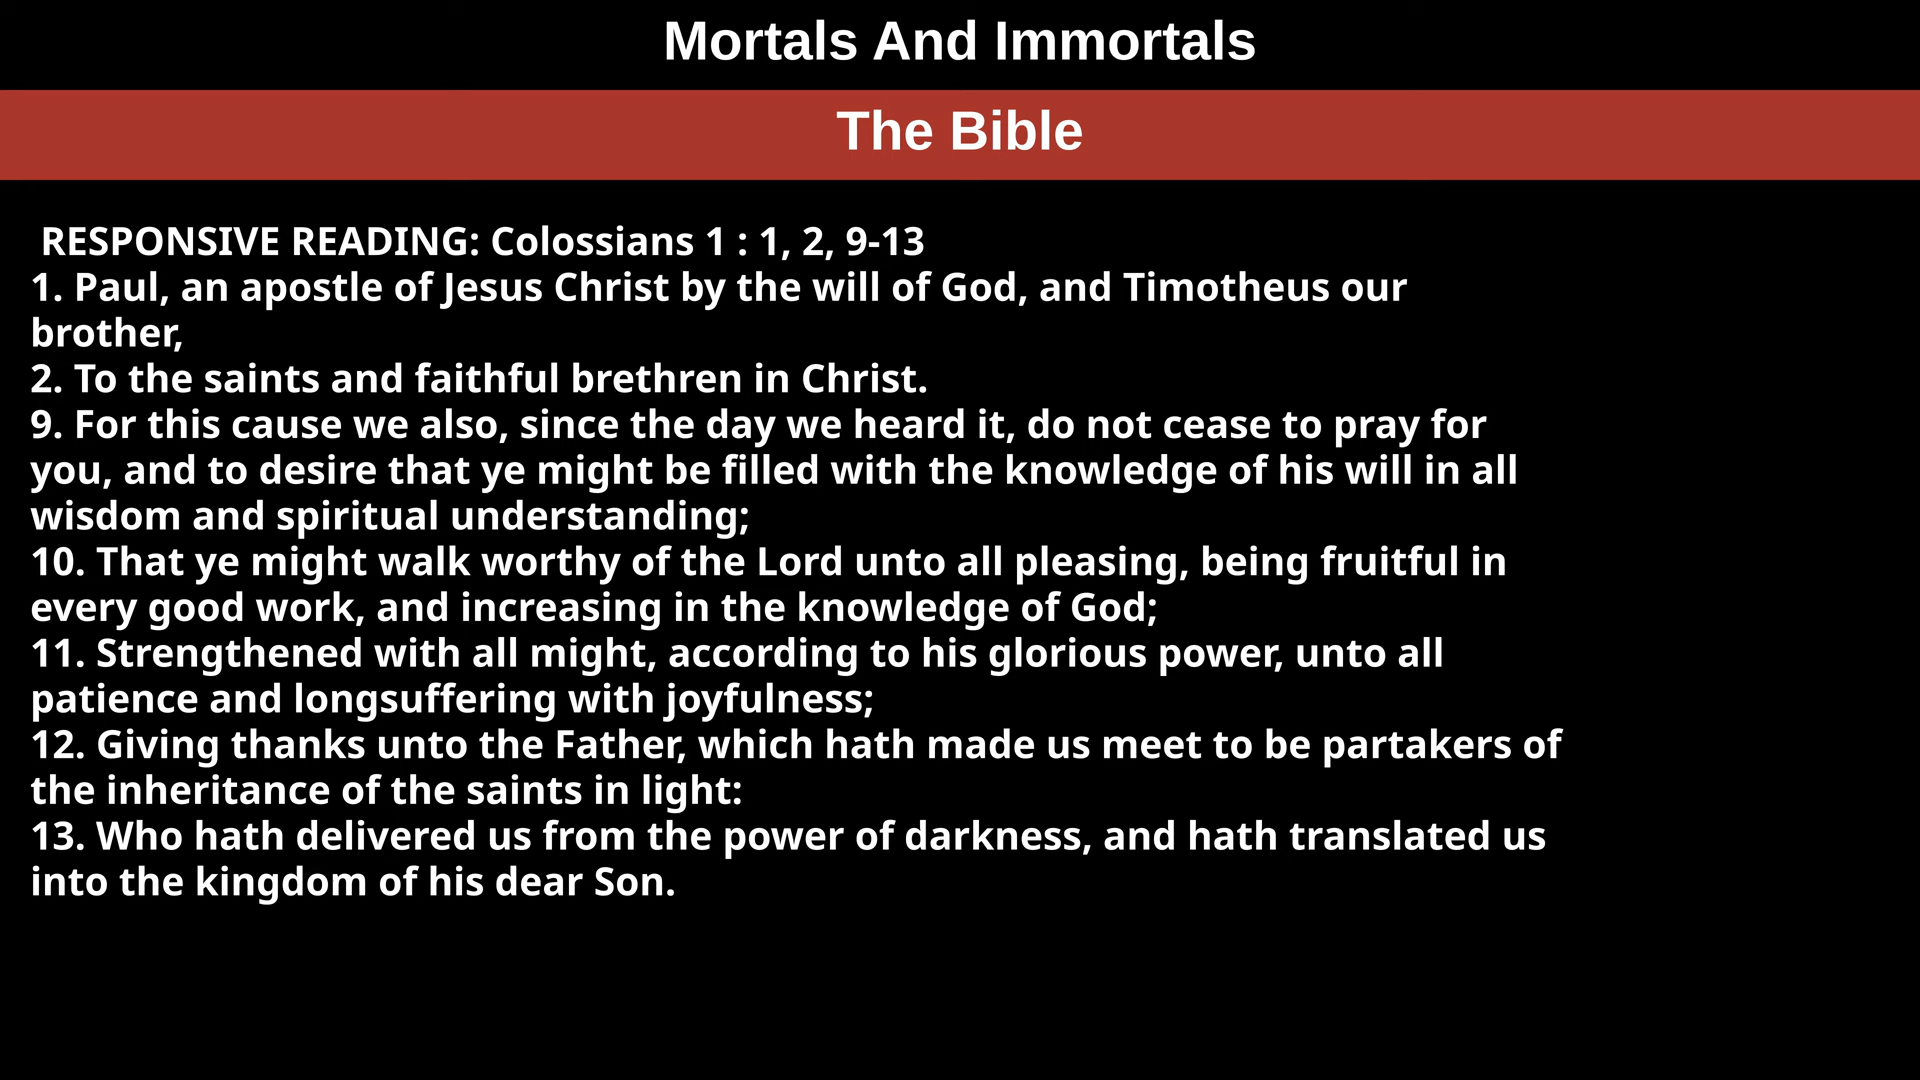 Mortals And Immortals
The Bible
RESPONSIVE READING: Colossians 1 : 1, 2, 9-13
1. Paul, an apostle of Jesus Christ by the will of God, and Timotheus our
brother,
2. To the saints and faithful brethren in Christ.
9. For this cause we also, since the day we heard it, do not cease to pray for
you, and to desire that ye might be filled with the knowledge of his will in all
wisdom and spiritual understanding;
10. That ye might walk worthy of the Lord unto all pleasing, being fruitful in
every good work, and increasing in the knowledge of God;
11. Strengthened with all might, according to his glorious power, unto all
patience and longsuffering with joyfulness;
12. Giving thanks unto the Father, which hath made us meet to be partakers of
the inheritance of the saints in light:
13. Who hath delivered us from the power of darkness, and hath translated us
into the kingdom of his dear Son.